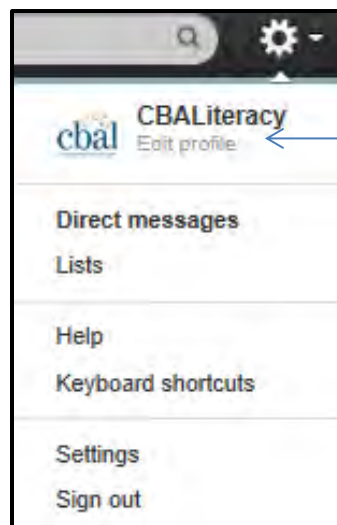 cbal
CBALiteracy
Edit profile
Direct messages
Lists
Help
Keyboard shortcuts
Settings
Sign out